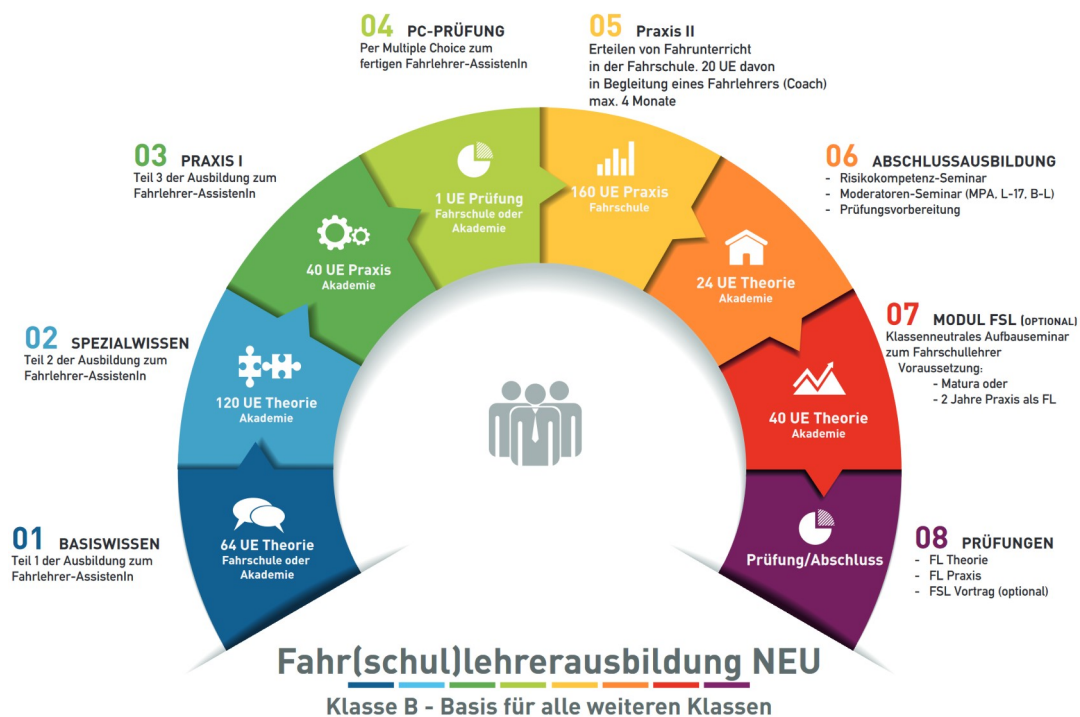 04 PC-PRÜFUNG
Per Multiple Choice zum
fertigen Fahrlehrer-AssistenIn
05 Praxis II
Erteilen von Fahrunterricht
in der Fahrschule. 20 UE davon
in Begleitung eines Fahrlehrers (Coach)
max. 4 Monate
03 PRAXIS I
Teil 3 der Ausbildung zum
Fahrlehrer-AssistenIn
06 ABSCHLUSSAUSBILDUNG
- Risikokompetenz-Seminar
- Moderatoren-Seminar (MPA, L-17, B-L)
- Prüfungsvorbereitung
1 UE Prüfung
Fahrschule oder
Akademie
160 UE Praxis
Fahrschule
40 UE Praxis
Akademie
24 UE Theorie
Akademie
02 SPEZIALWISSEN
Teil 2 der Ausbildung zum
Fahrlehrer-AssistenIn
07 MODUL FSL (OPTIONAL)
Klassenneutrales Aufbauseminar
zum Fahrschullehrer
Voraussetzung:
- Matura oder
- 2 Jahre Praxis als FL
120 UE Theorie
Akademie
40 UE Theorie
Akademie
01 BASISWISSEN
Teil 1 der Ausbildung zum
Fahrlehrer-AssistenIn
64 UE Theorie
Fahrschule oder
Akademie
Prüfung/Abschluss
08 PRÜFUNGEN
- FL Theorie
- FL Praxis
- FSL Vortrag (optional)
Fahr(schul)lehrerausbildung NEU
Klasse B - Basis für alle weiteren Klassen